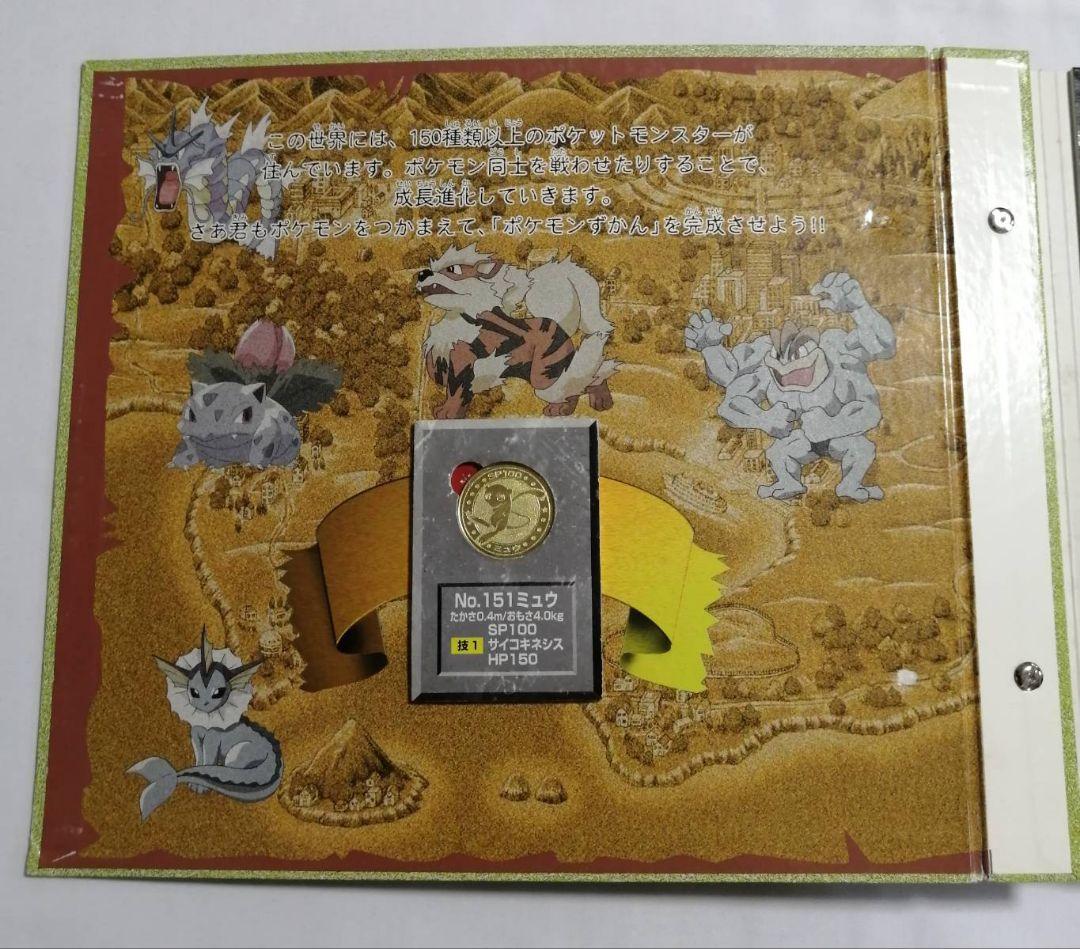 この世界には、150種類以上のポケットモンスターが
住んでいます。ポケモン同士を戦わせたりすることで、
成長進化していきます。
さあ君もポケモンをつかまえて、「ポケモンずかん」を完成させよう!!
SP100
ミュウ
No.151ミュウ
たかさ0.4m/おもさ4.0kg
SP100
技1 サイコキネシス
HP150